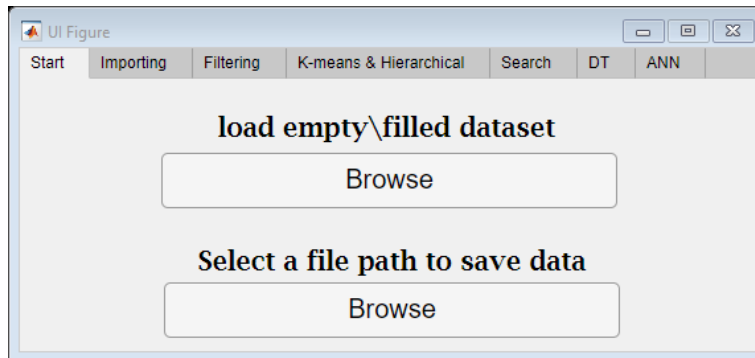 UI Figure
Start Importing Filtering K-means & Hierarchical Search DT ANN
load empty\filled dataset
Browse
Select a file path to save data
Browse